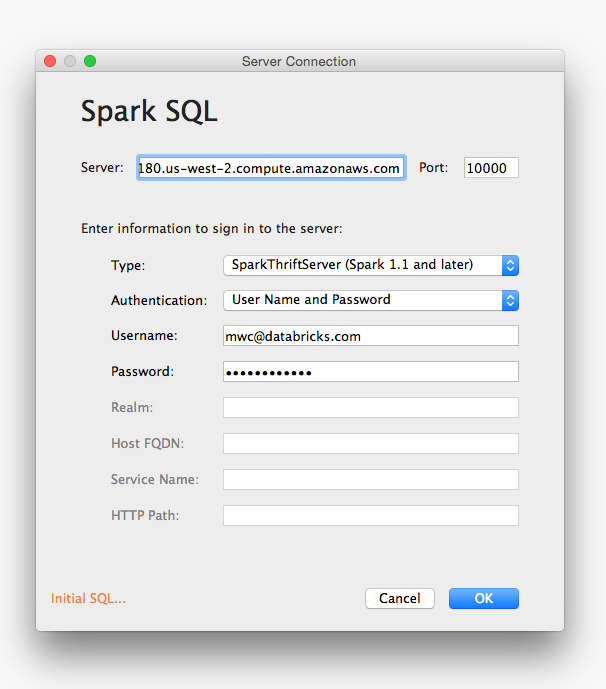 Server Connection
Spark SQL
Server: 180.us-west-2.compute.amazonaws.com Port: 10000
Enter information to sign in to the server:
Type: SparkThriftServer (Spark 1.1 and later)
Authentication: User Name and Password
Username: mwc@databricks.com
Password: ••••••••••••
Realm:
Host FQDN:
Service Name:
HTTP Path:
Initial SQL... Cancel OK